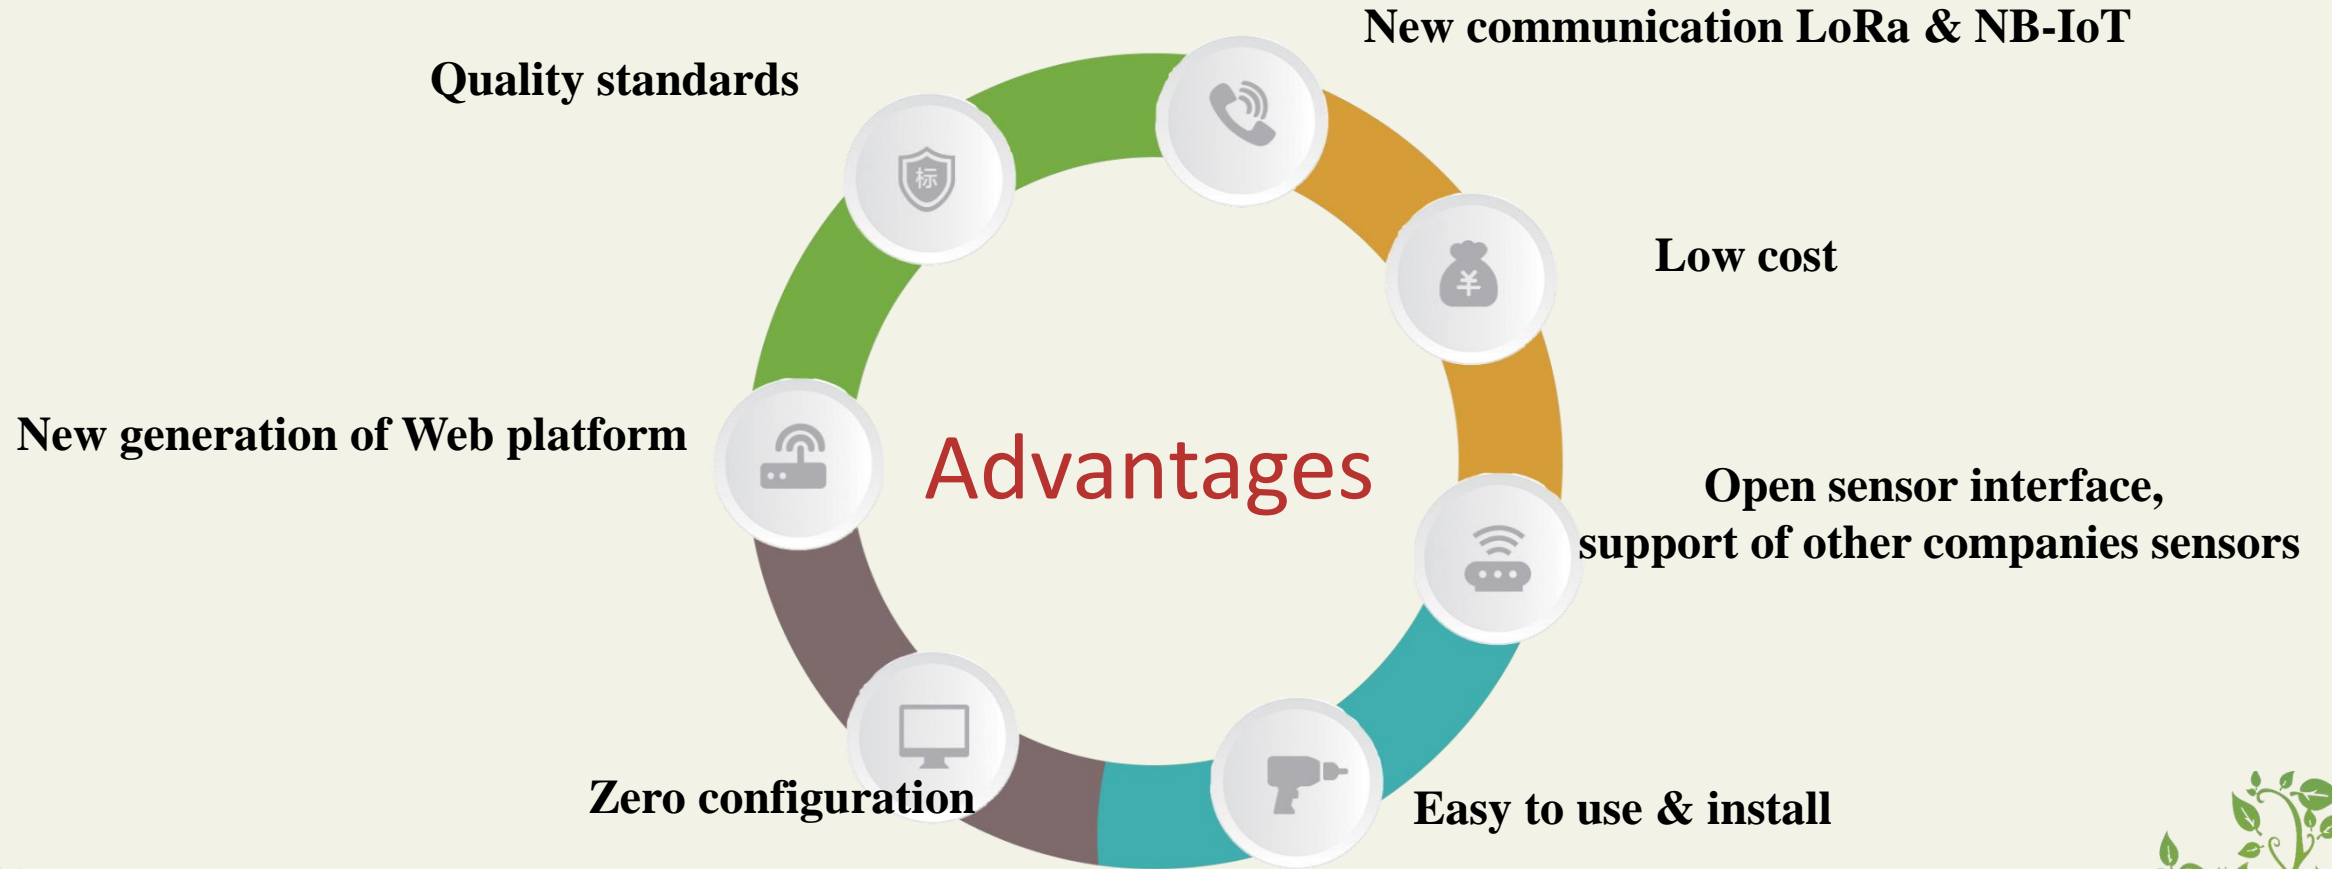 New communication LoRa & NB-IoT
Quality standards
标
Low cost
¥
New generation of Web platform
Advantages
Open sensor interface,
support of other companies sensors
Zero configuration
Easy to use & install